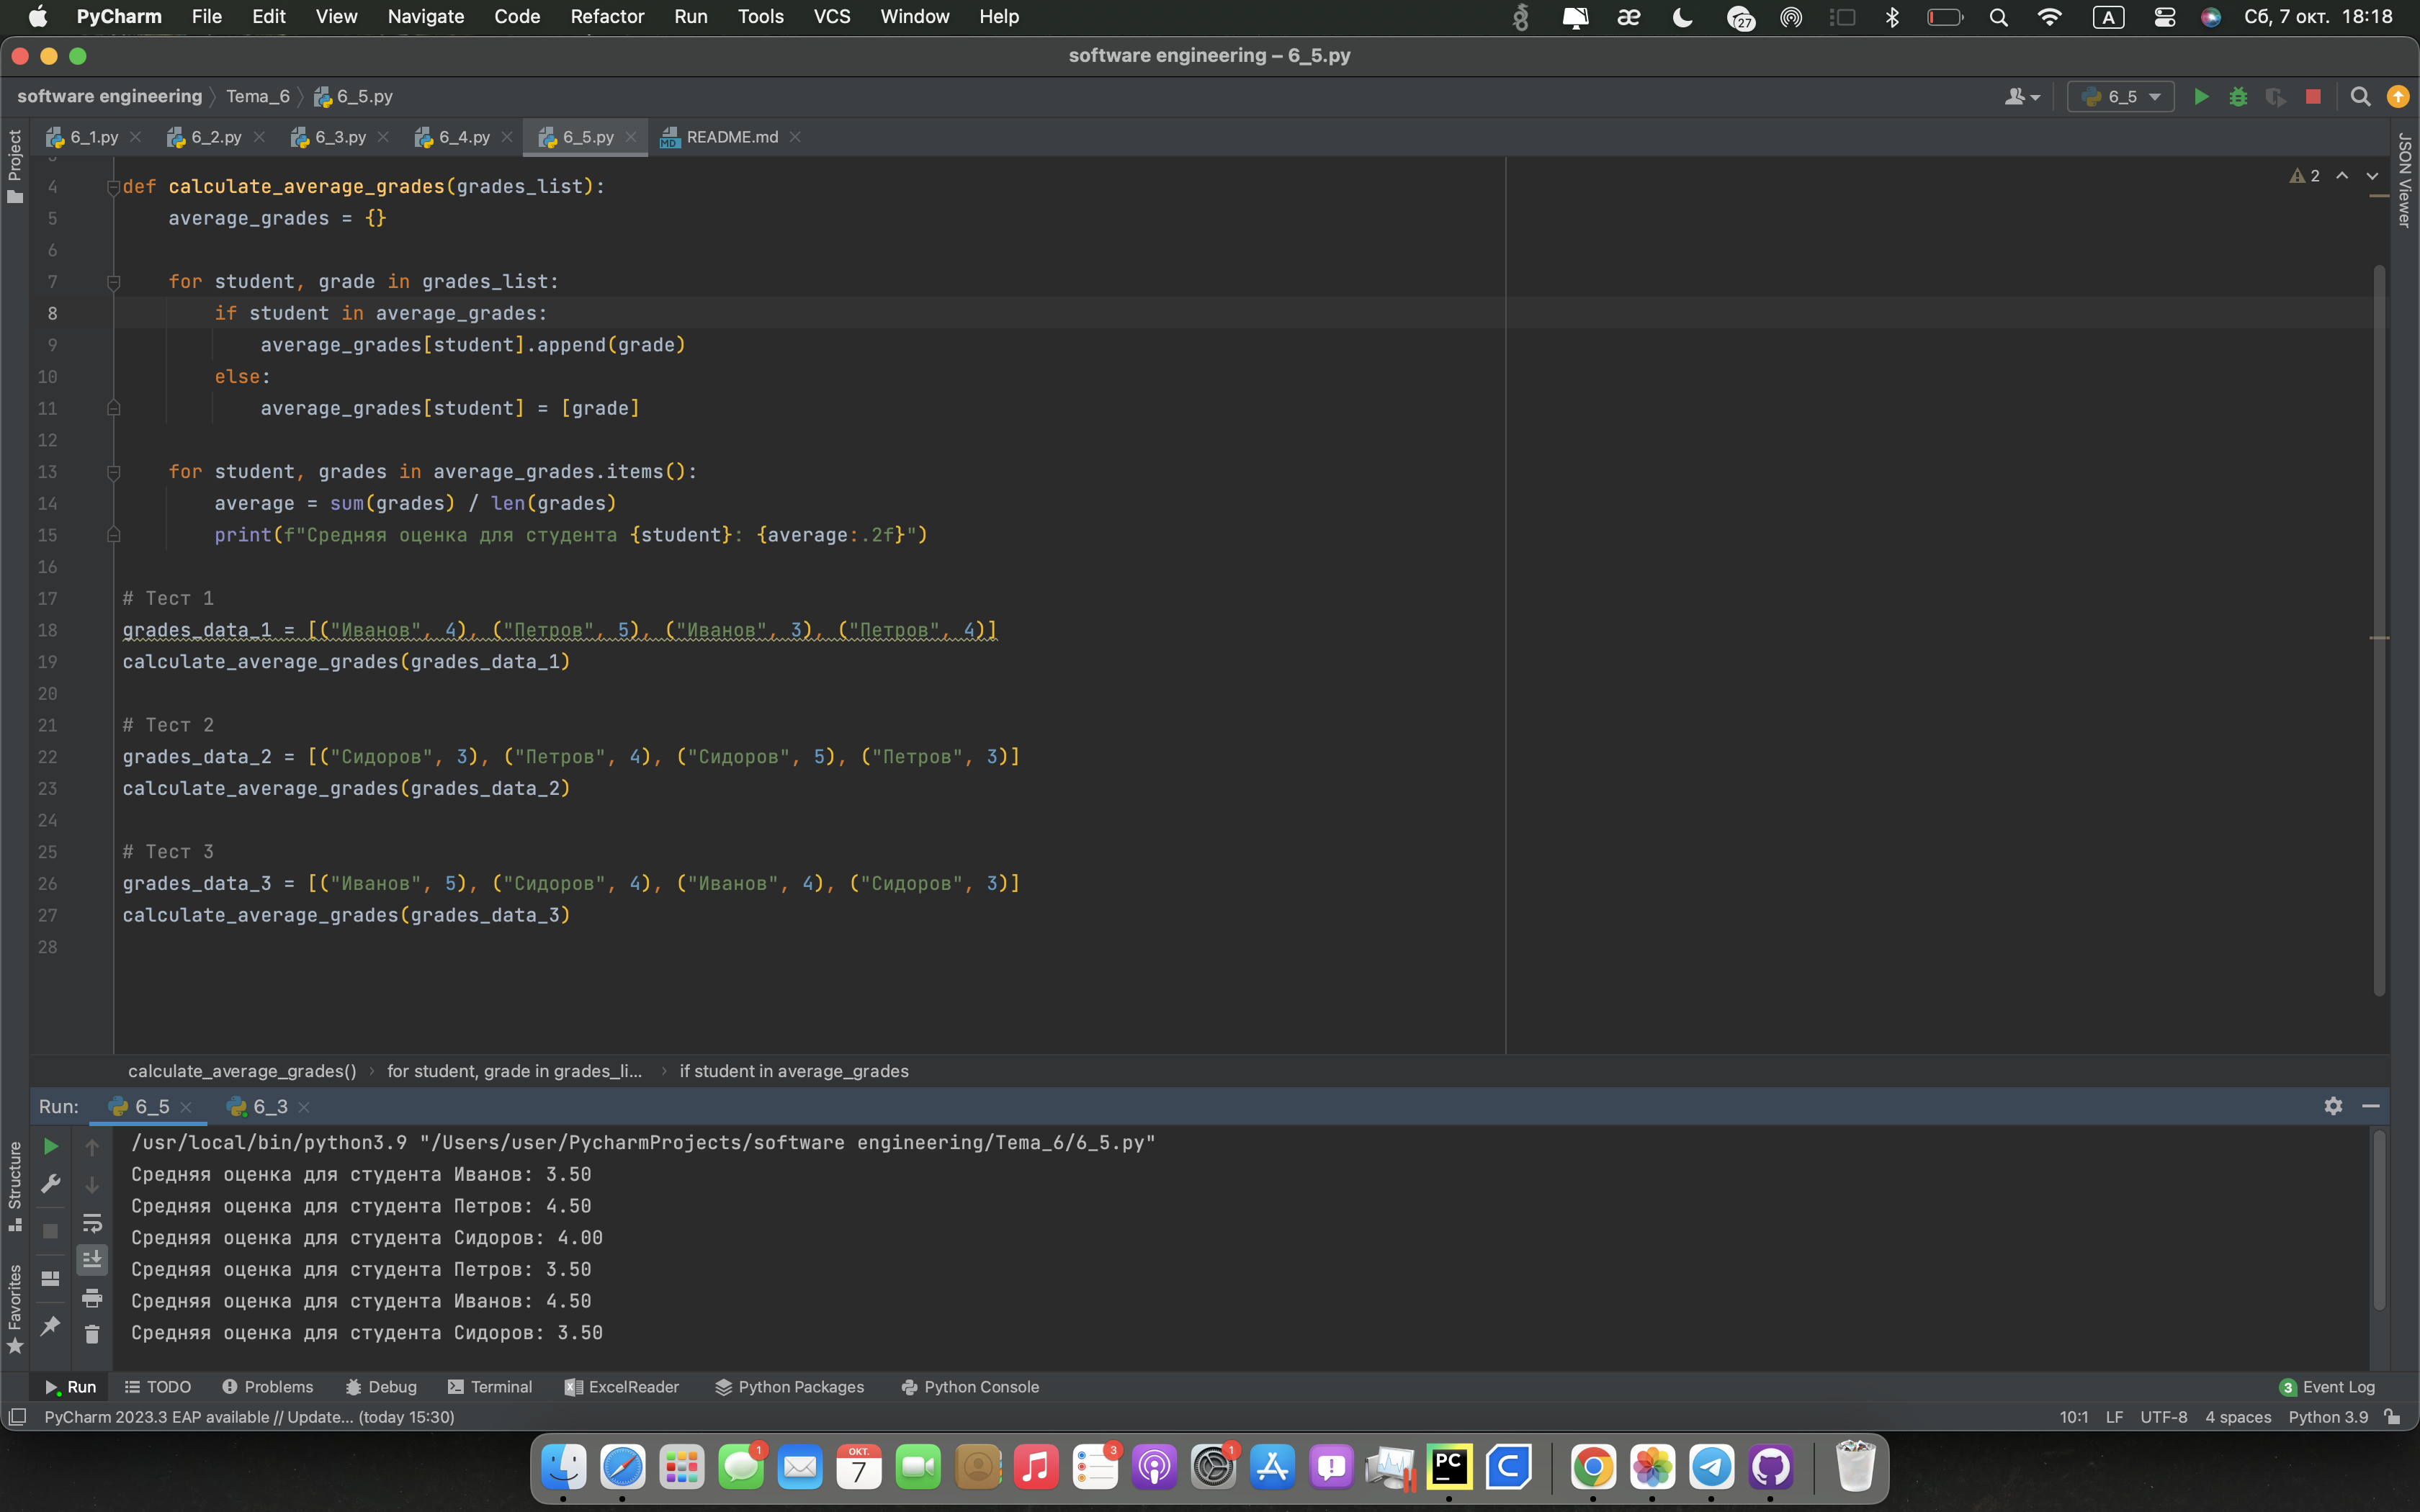 PyCharm File Edit View Navigate Code Refactor Run Tools VCS Window Help 27 A Сб, 7 окт. 18:18
software engineering – 6_5.py
software engineering Tema_6 6_5.py 6_5
6_1.py 6_2.py 6_3.py 6_4.py 6_5.py README.md
Project
JSON Viewer
2
4 def calculate_average_grades(grades_list):
5 average_grades = {}
6
7 for student, grade in grades_list:
8 if student in average_grades:
9 average_grades[student].append(grade)
10 else:
11 average_grades[student] = [grade]
12
13 for student, grades in average_grades.items():
14 average = sum(grades) / len(grades)
15 print(f"Средняя оценка для студента {student}: {average:.2f}")
16
17 # Тест 1
18 grades_data_1 = [("Иванов", 4), ("Петров", 5), ("Иванов", 3), ("Петров", 4)]
19 calculate_average_grades(grades_data_1)
20
21 # Тест 2
22 grades_data_2 = [("Сидоров", 3), ("Петров", 4), ("Сидоров", 5), ("Петров", 3)]
23 calculate_average_grades(grades_data_2)
24
25 # Тест 3
26 grades_data_3 = [("Иванов", 5), ("Сидоров", 4), ("Иванов", 4), ("Сидоров", 3)]
27 calculate_average_grades(grades_data_3)
28
calculate_average_grades() › for student, grade in grades_li... › if student in average_grades
Run: 6_5 6_3
Structure
Favorites
/usr/local/bin/python3.9 "/Users/user/PycharmProjects/software engineering/Tema_6/6_5.py"
Средняя оценка для студента Иванов: 3.50
Средняя оценка для студента Петров: 4.50
Средняя оценка для студента Сидоров: 4.00
Средняя оценка для студента Петров: 3.50
Средняя оценка для студента Иванов: 4.50
Средняя оценка для студента Сидоров: 3.50
Run TODO Problems Debug Terminal ExcelReader Python Packages Python Console 3 Event Log
PyCharm 2023.3 EAP available // Update... (today 15:30) 10:1 LF UTF-8 4 spaces Python 3.9
1 ОКТ. 7 3 1 PC